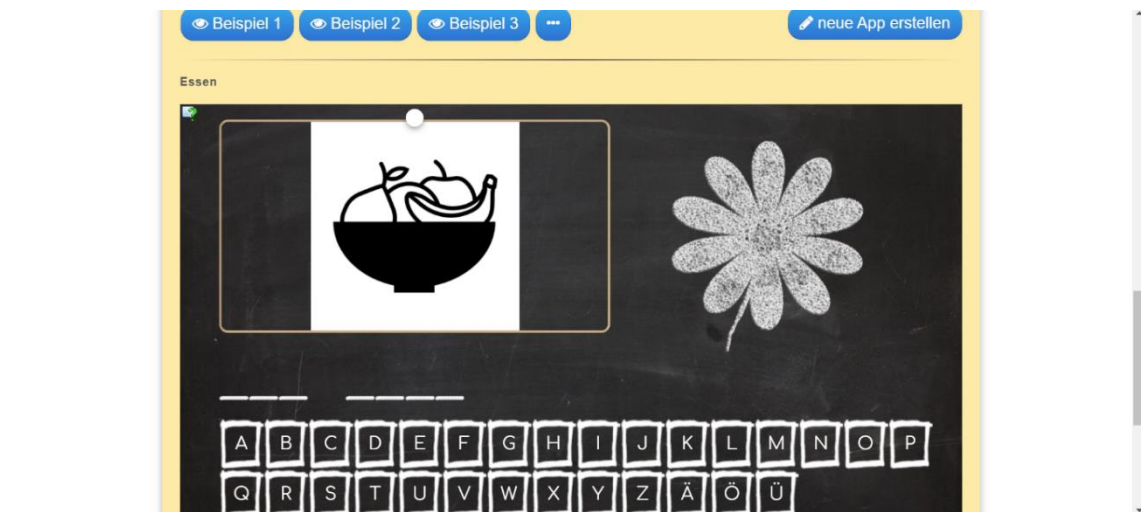 Beispiel 1 Beispiel 2 Beispiel 3 ••• neue App erstellen
Essen
A B C D E F G H I J K L M N O P
Q R S T U V W X Y Z Ä Ö Ü